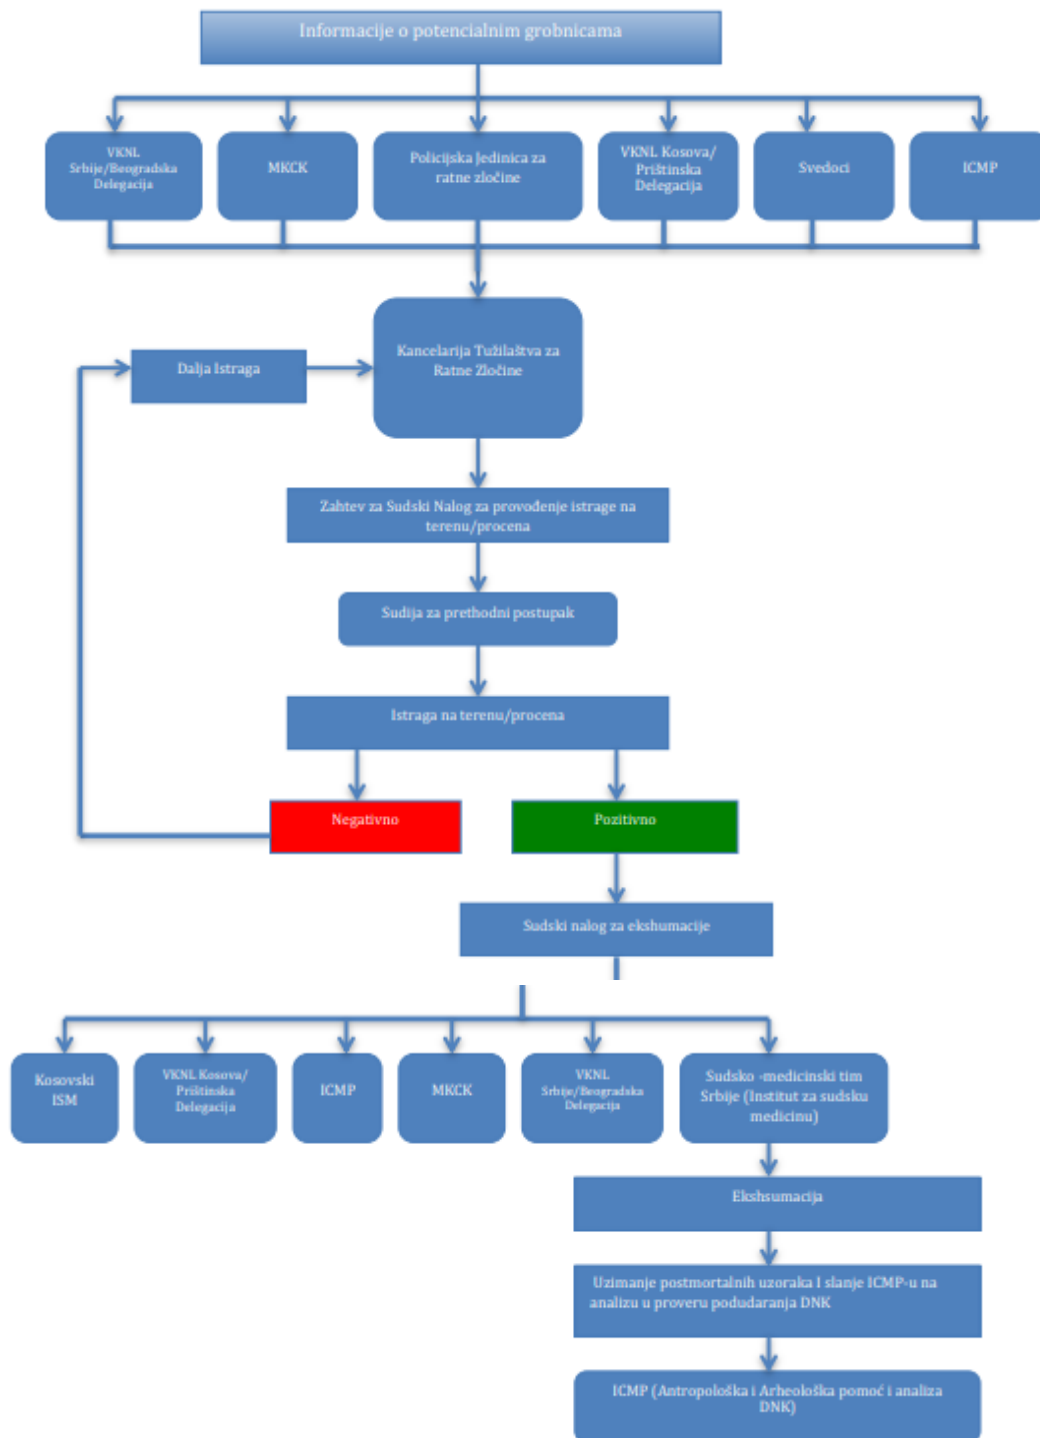 Informacije o potencialnim grobnicama
VKNL
Srbije/Beogradska
Delegacija
MKCK
Policijska Jedinica za
ratne zločine
VKNL Kosova/
Prištinska
Delegacija
Svedoci
ICMP
Dalja Istraga
Kancelarija Tužilaštva za
Ratne Zločine
Zahtev za Sudski Nalog za provođenje istrage na
terenu/procena
Sudija za prethodni postupak
Istraga na terenu/procena
Negativno
Pozitivno
Sudski nalog za ekshumacije
Kosovski
ISM
VKNL Kosova/
Prištinska
Delegacija
ICMP
MKCK
VKNL
Srbije/Beogradska
Delegacija
Sudsko -medicinski tim
Srbije (Institut za sudsku
medicinu)
Ekshsumacija
Uzimanje postmortalnih uzoraka I slanje ICMP-u na
analizu u proveru podudaranja DNK
ICMP (Antropološka i Arheološka pomoć i analiza
DNK)